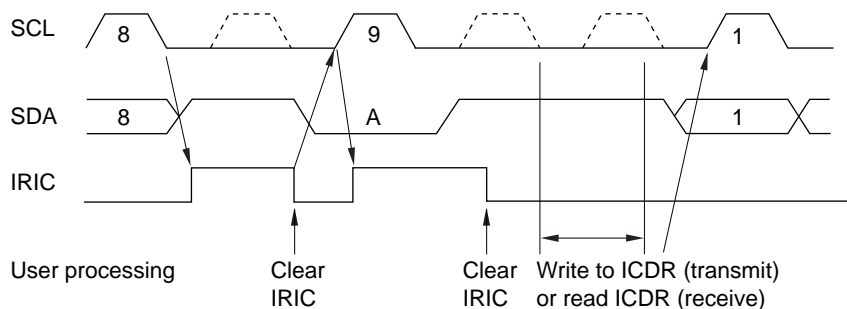 SCL 8 9 1
SDA 8 A 1
IRIC
User processing Clear IRIC Clear IRIC Write to ICDR (transmit) or read ICDR (receive)